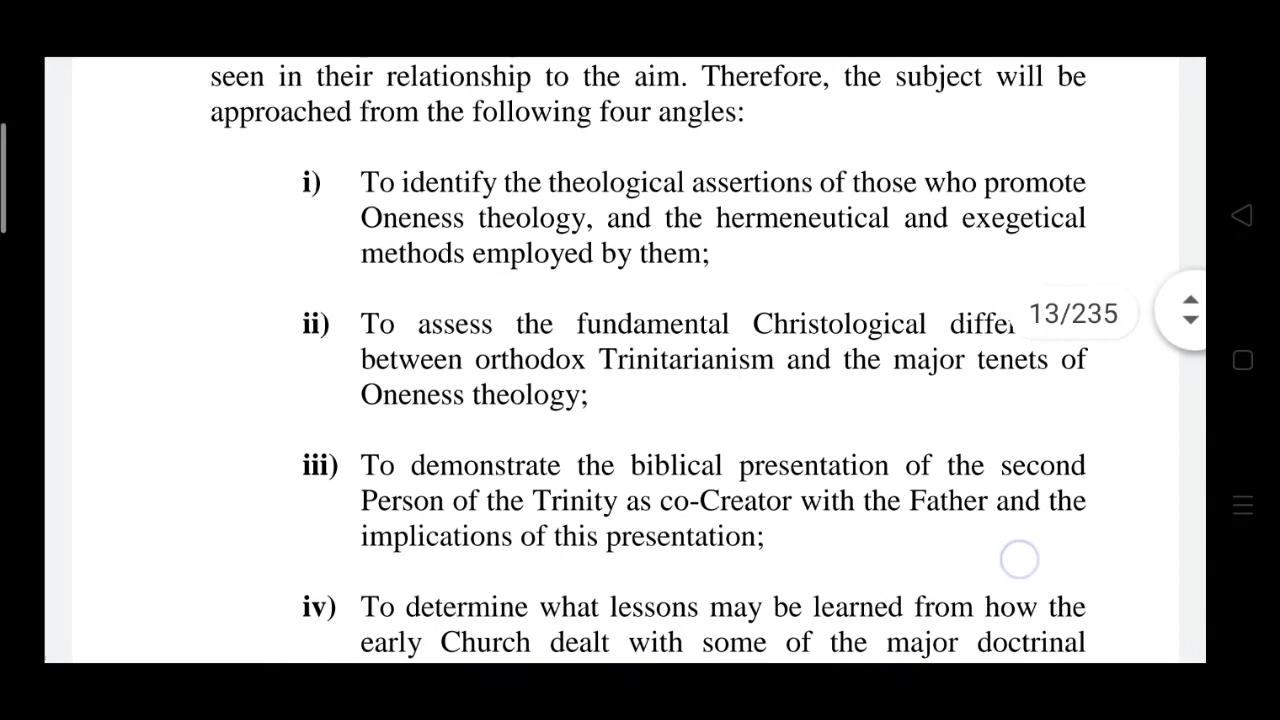 seen in their relationship to the aim. Therefore, the subject will be
approached from the following four angles:
i) To identify the theological assertions of those who promote
Oneness theology, and the hermeneutical and exegetical
methods employed by them;
ii) To assess the fundamental Christological
13/235
between orthodox Trinitarianism and the major tenets of
Oneness theology;
iii) To demonstrate the biblical presentation of the second
Person of the Trinity as co-Creator with the Father and the
implications of this presentation;
iv) To determine what lessons may be learned from how the
early Church dealt with some of the major doctrinal